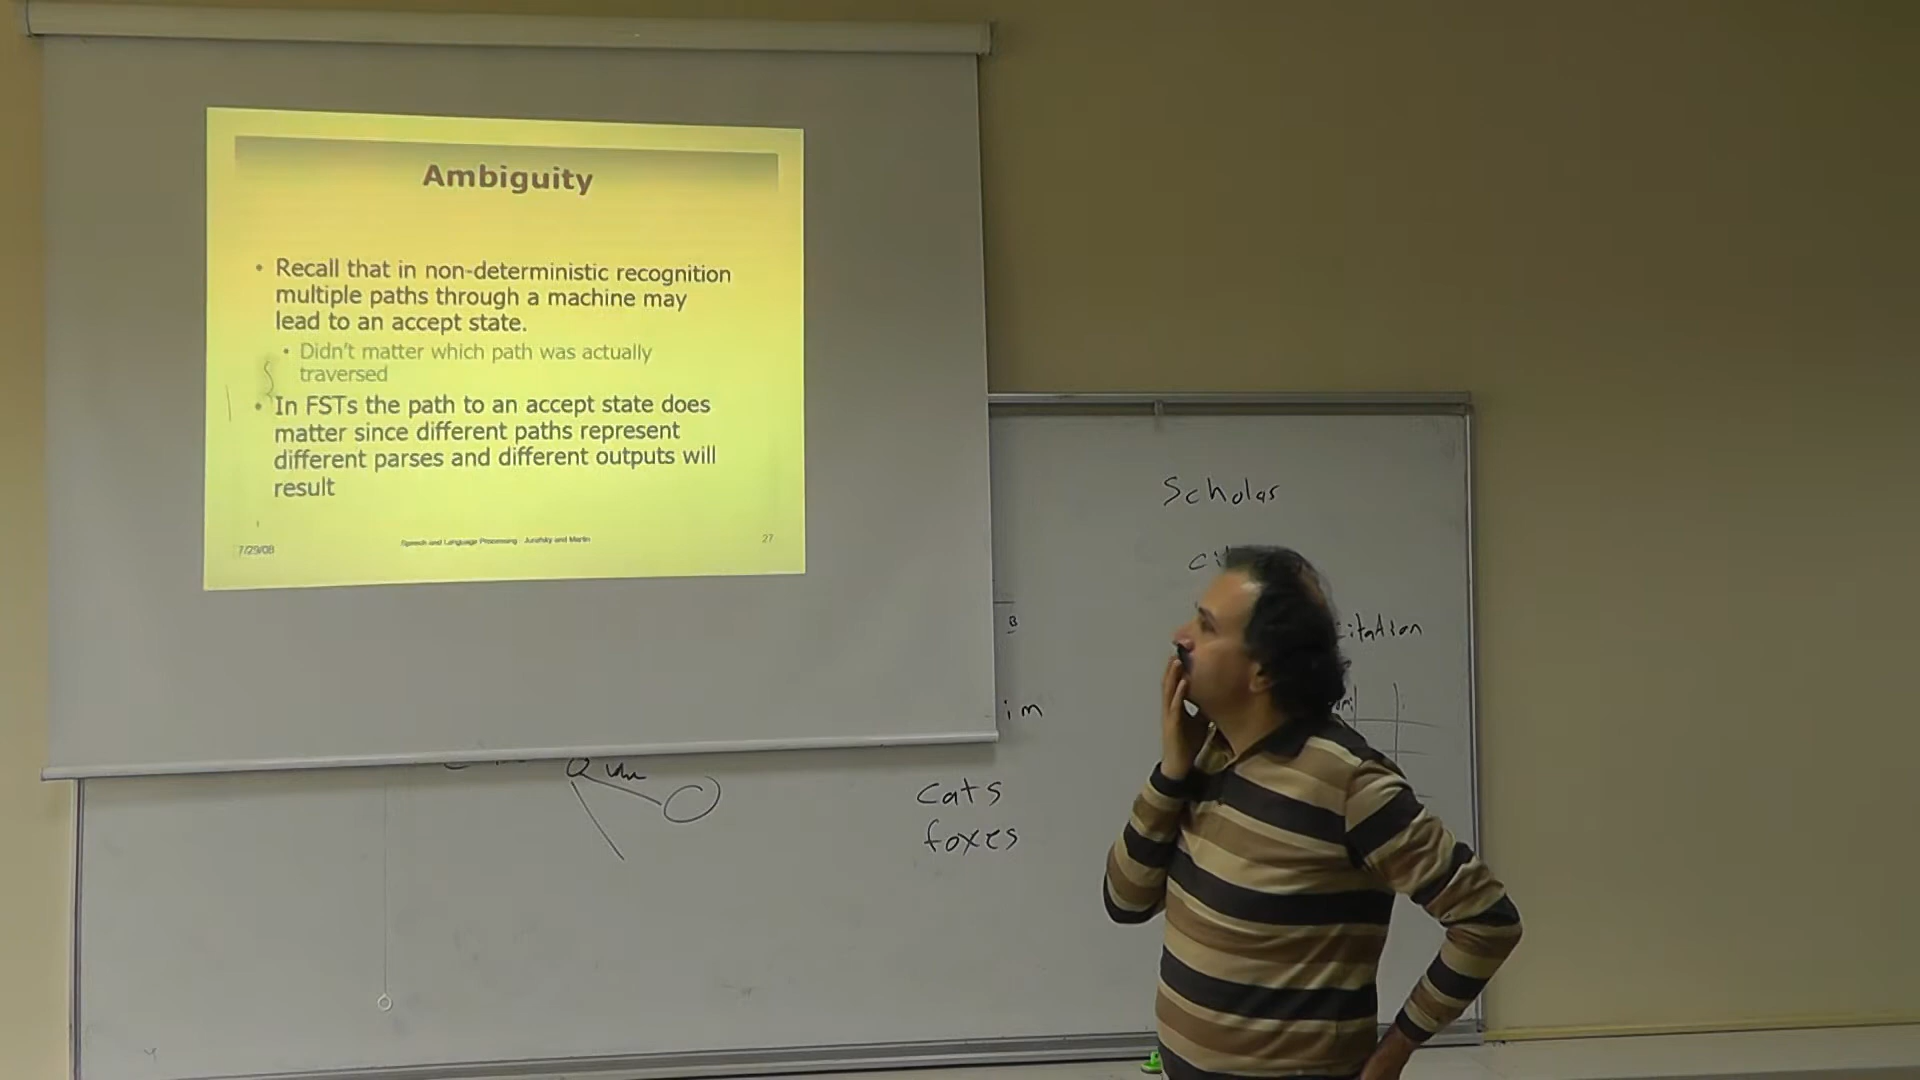 Ambiguity
• Recall that in non-deterministic recognition
multiple paths through a machine may
lead to an accept state.
• Didn't matter which path was actually
traversed
• In FSTs the path to an accept state does
matter since different paths represent
different parses and different outputs will
result
7/29/08
Speech and Language Processing Jurafsky and Martin
27
Scholar
citation
B
im
cats
foxes